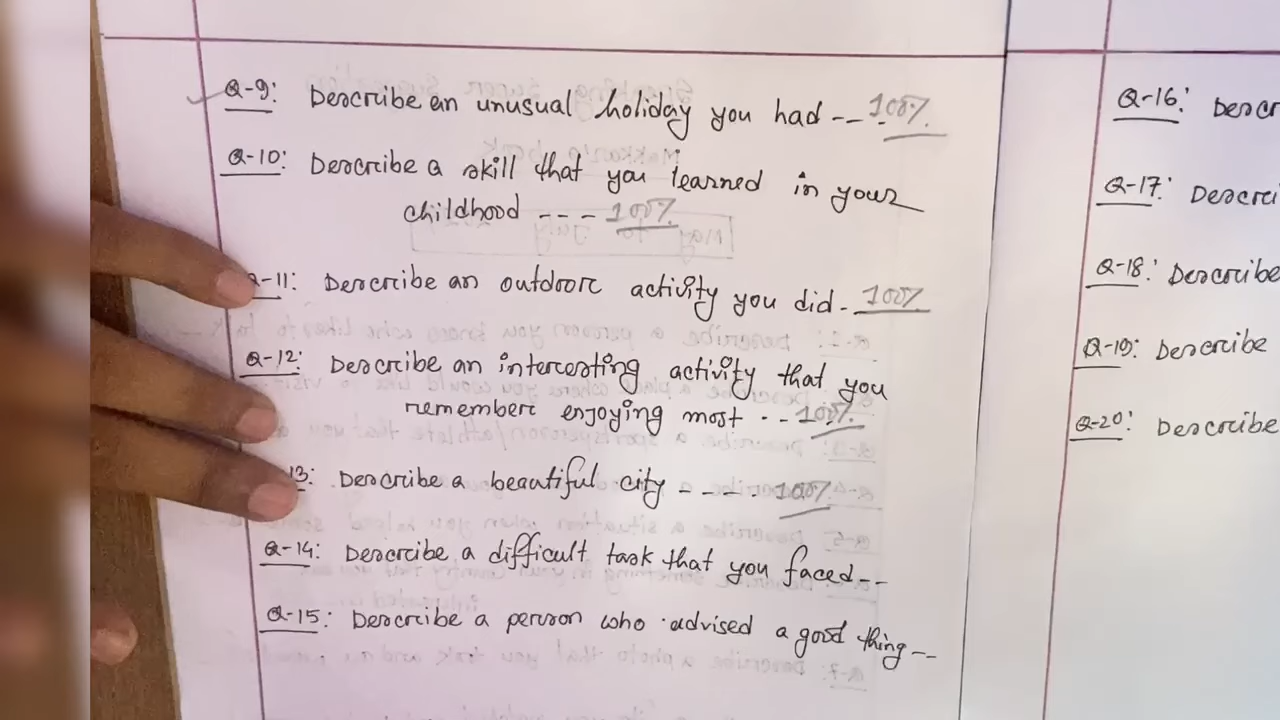 Q-9: Describe an unusual holiday you had -- 100%.
Q-10: Describe a skill that you learned in your
childhood --- 100%
Q-11: Describe an outdoor activity you did- 100%
Q-12: Describe an interesting activity that you
remember enjoying most --100%
13: Describe a beautiful city ---- 100%
Q-14: Describe a difficult task that you faced--
Q-15: Describe a person who advised a good thing--
Q-16: Descr
Q-17: Descri
Q-18: Describe
Q-19: Describe
Q-20: Describe